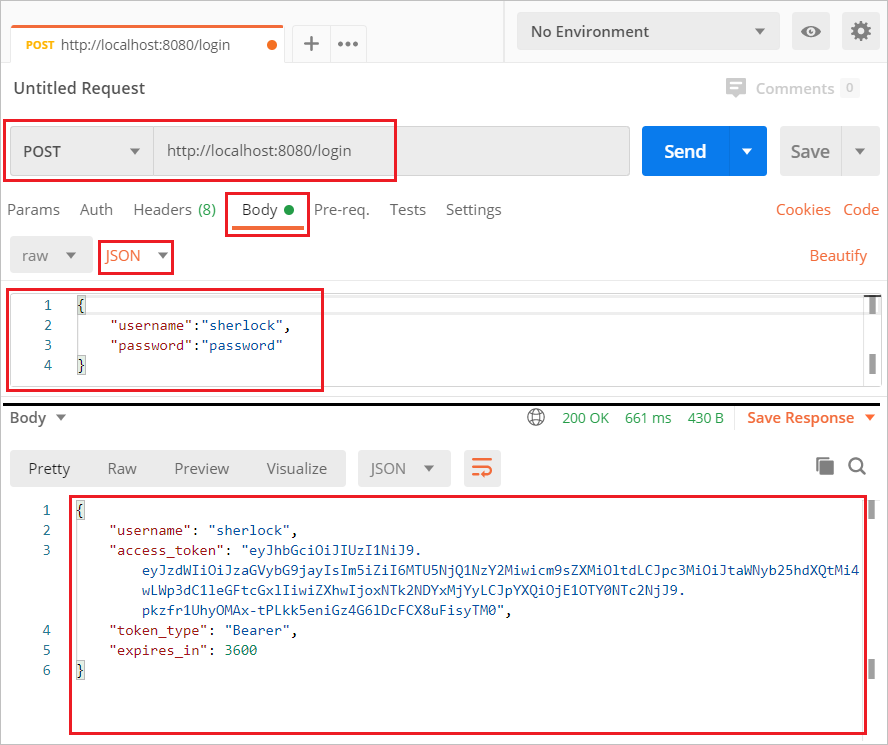 POST http://localhost:8080/login
No Environment
Untitled Request
Comments 0
POST http://localhost:8080/login
Send
Save
Params Auth Headers (8) Body Pre-req. Tests Settings Cookies Code
raw JSON Beautify
1 {
2 "username":"sherlock",
3 "password":"password"
4 }
Body 200 OK 661 ms 430 B Save Response
Pretty Raw Preview Visualize JSON
1 {
2 "username": "sherlock",
3 "access_token": "eyJhbGciOiJIUzI1NiJ9.
eyJzdWIiOiJzaGVybG9jayIsIm5iZiI6MTU5NjQ1NzY2Miwicm9sZXMiOltdLCJpc3MiOiJtaWNyb25hdXQtMi4
wLWp3dC1leGFtcGxlIiwiZXhwIjoxNTk2NDYxMjYyLCJpYXQiOjE1OTY0NTc2NjJ9.
pkzfr1UhyOMAx-tPLkk5eniGz4G6lDcFCX8uFisyTM0",
4 "token_type": "Bearer",
5 "expires_in": 3600
6 }